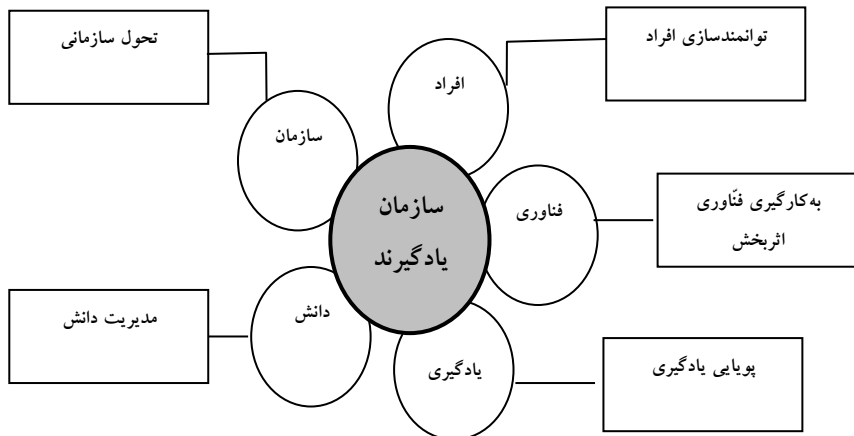 توانمندسازی افراد
تحول سازمانی
افراد
سازمان
سازمان
یادگیرند
فناوری
به‌کارگیری فنّاوری
اثربخش
دانش
مدیریت دانش
یادگیری
پویایی یادگیری